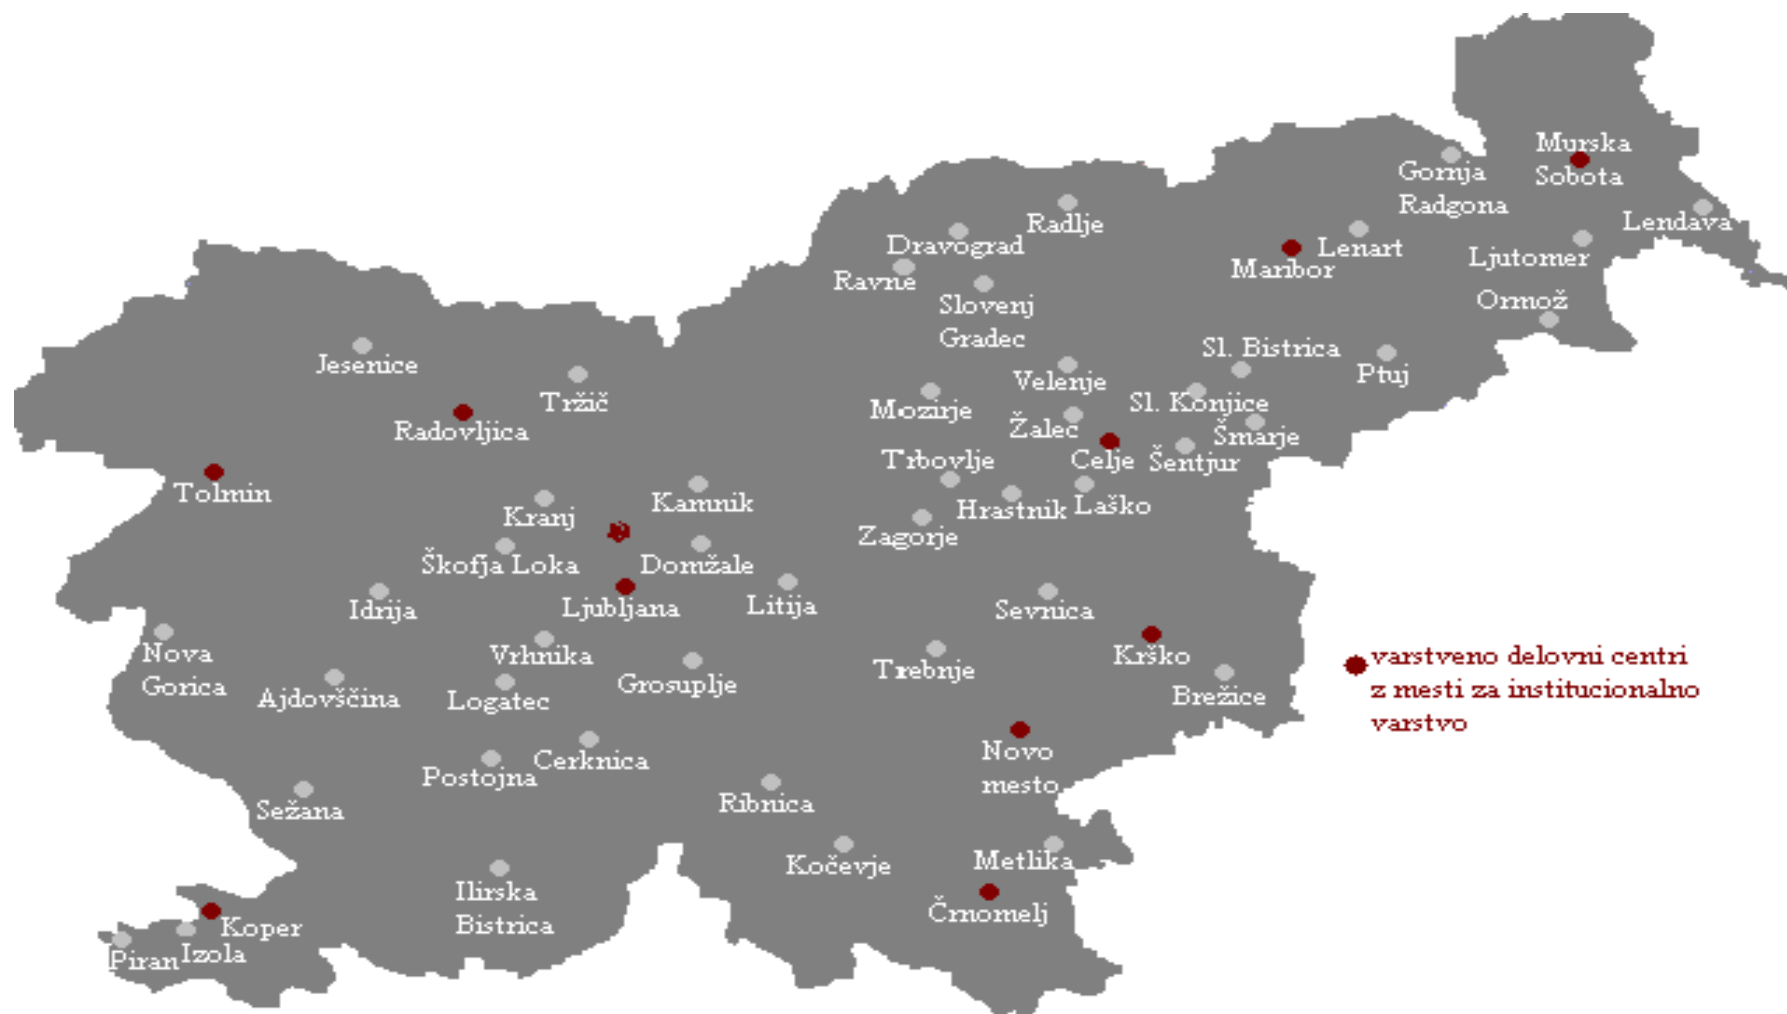 Murska
Sobota
Gornja
Radgona
Lendava
Radlje
Dravograd
Lenart
Ljutomer
Maribor
Ravne
Slovenj
Gradec
Ormož
Sl. Bistrica
Jesenice
Ptuj
Velenje
Tržič
Mozirje
Sl. Konjice
Radovljica
Žalec
Šmarje
Trbovlje
Celje
Šentjur
Tolmin
Kamnik
Hrastnik
Laško
Kranj
Zagorje
Škofja Loka
Domžale
Idrija
Ljubljana
Litija
Sevnica
Nova
Gorica
Vrhnika
Trebnje
Krško
varstveno delovni centri
z mesti za institucionalno
varstvo
Ajdovščina
Logatec
Grosuplje
Brežice
Novo
mesto
Postojna
Cerknica
Sežana
Ribnica
Kočevje
Metlika
Ilirska
Bistrica
Črnomelj
Koper
Izola
Piran